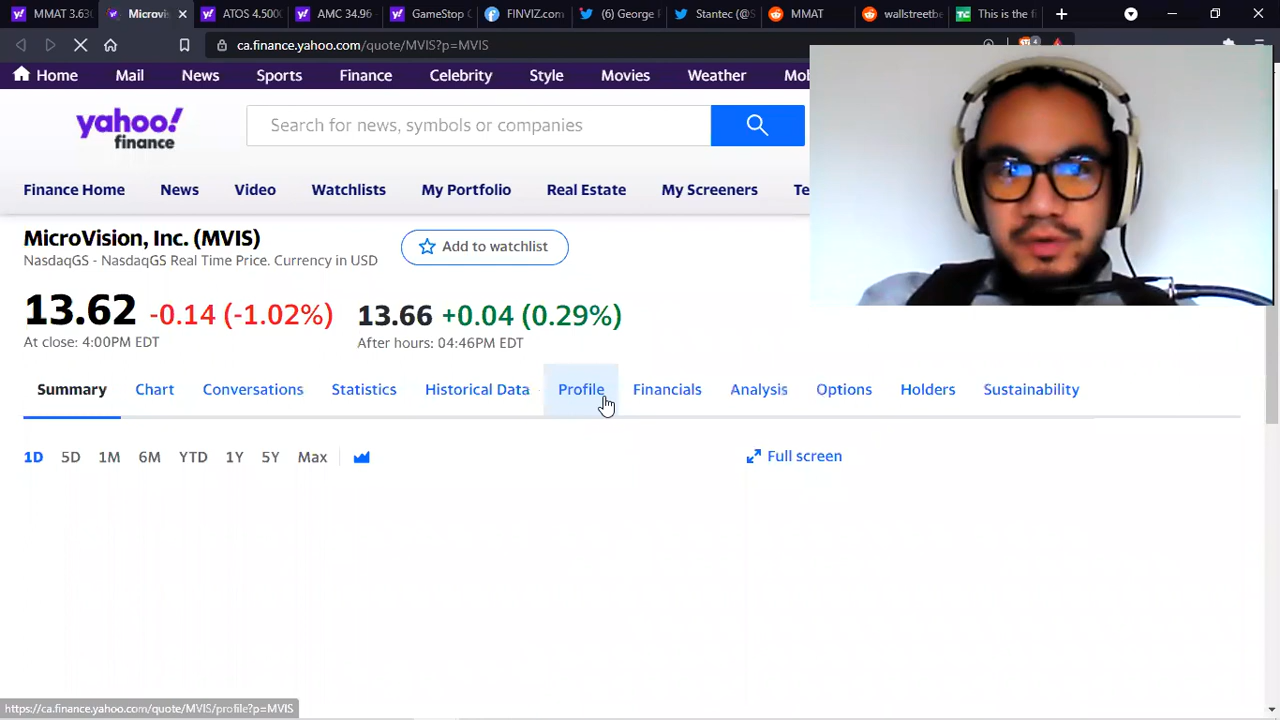 MMAT 3.63
Microvi
ATOS 4.500
AMC 34.96
GameStop C
FINVIZ.com
(6) George
Stantec (@S
MMAT
wallstreetbe
This is the fi
ca.finance.yahoo.com/quote/MVIS?p=MVIS
Home Mail News Sports Finance Celebrity Style Movies Weather Mo
yahoo!
finance
Search for news, symbols or companies
Finance Home News Video Watchlists My Portfolio Real Estate My Screeners Te
MicroVision, Inc. (MVIS)
Add to watchlist
NasdaqGS - NasdaqGS Real Time Price. Currency in USD
13.62 -0.14 (-1.02%) 13.66 +0.04 (0.29%)
At close: 4:00PM EDT After hours: 04:46PM EDT
Summary Chart Conversations Statistics Historical Data Profile Financials Analysis Options Holders Sustainability
1D 5D 1M 6M YTD 1Y 5Y Max Full screen
https://ca.finance.yahoo.com/quote/MVIS/profile?p=MVIS